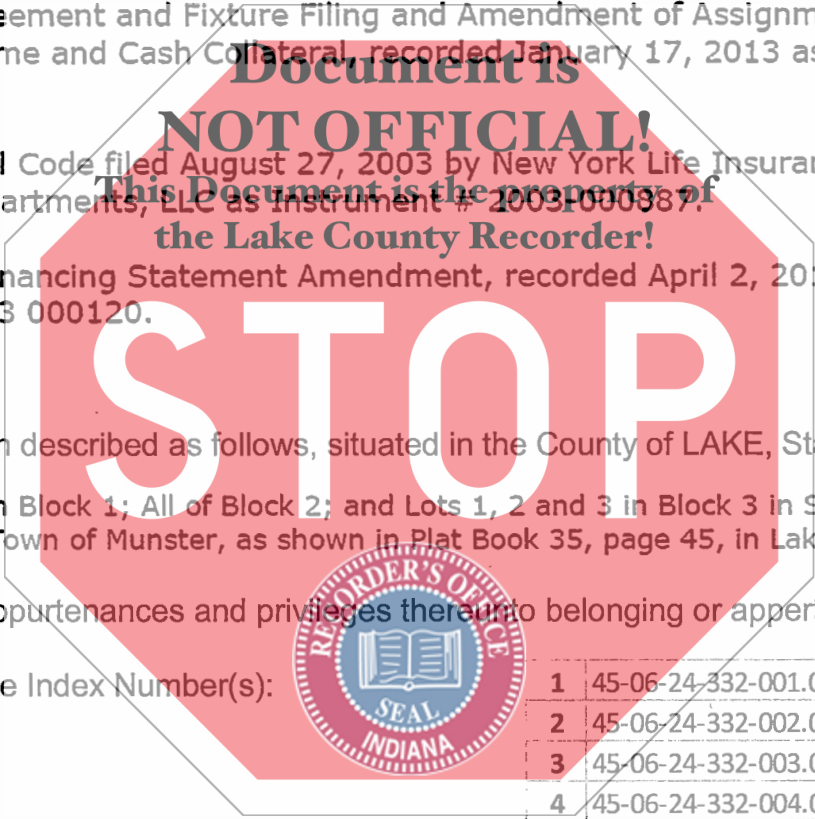 eement and Fixture Filing and Amendment of Assignm
me and Cash Collateral, recorded January 17, 2013 as
Document is
NOT OFFICIAL!
l Code filed August 27, 2003 by New York Life Insuran
This Document is the property of
artments, LLC as Instrument # 2003-000887.
the Lake County Recorder!
nancing Statement Amendment, recorded April 2, 201
3 000120.
STOP
n described as follows, situated in the County of LAKE, Sta
n Block 1; All of Block 2; and Lots 1, 2 and 3 in Block 3 in S
own of Munster, as shown in Plat Book 35, page 45, in Lak
ppurtenances and privileges thereunto belonging or apper
RECORDER'S OFFICE
SEAL
INDIANA
e Index Number(s):
1 45-06-24-332-001.0
2 45-06-24-332-002.0
3 45-06-24-332-003.0
4 45-06-24-332-004.0